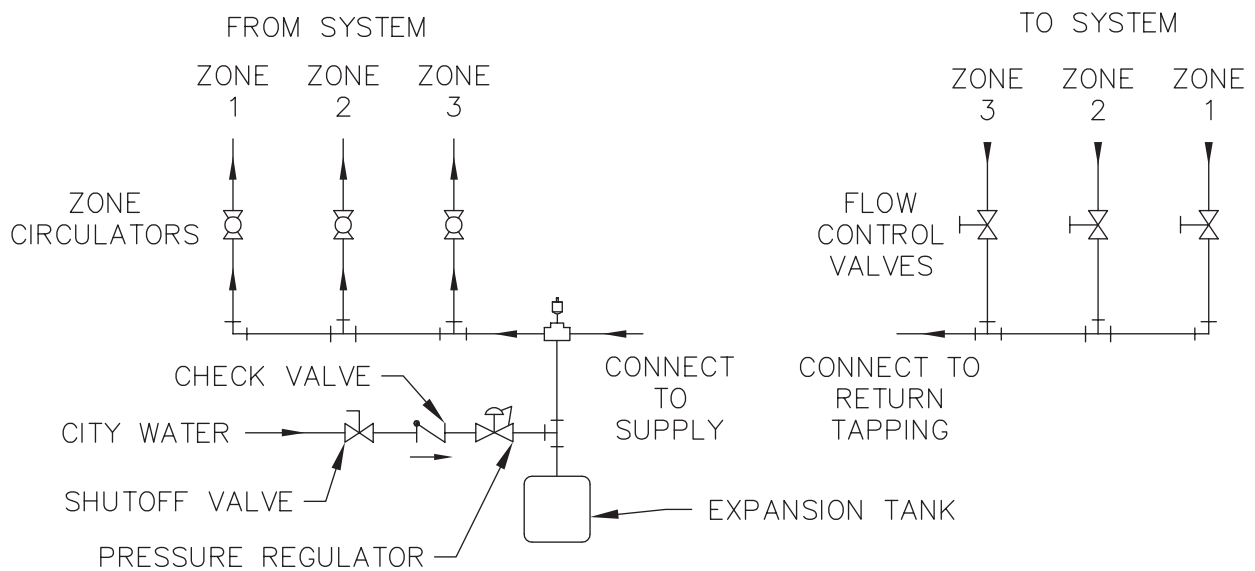 FROM SYSTEM
ZONE
1
ZONE
2
ZONE
3
ZONE
CIRCULATORS
TO SYSTEM
ZONE
3
ZONE
2
ZONE
1
FLOW
CONTROL
VALVES
CONNECT
TO
SUPPLY
CONNECT TO
RETURN
TAPPING
CHECK VALVE
CITY WATER
SHUTOFF VALVE
PRESSURE REGULATOR
EXPANSION TANK